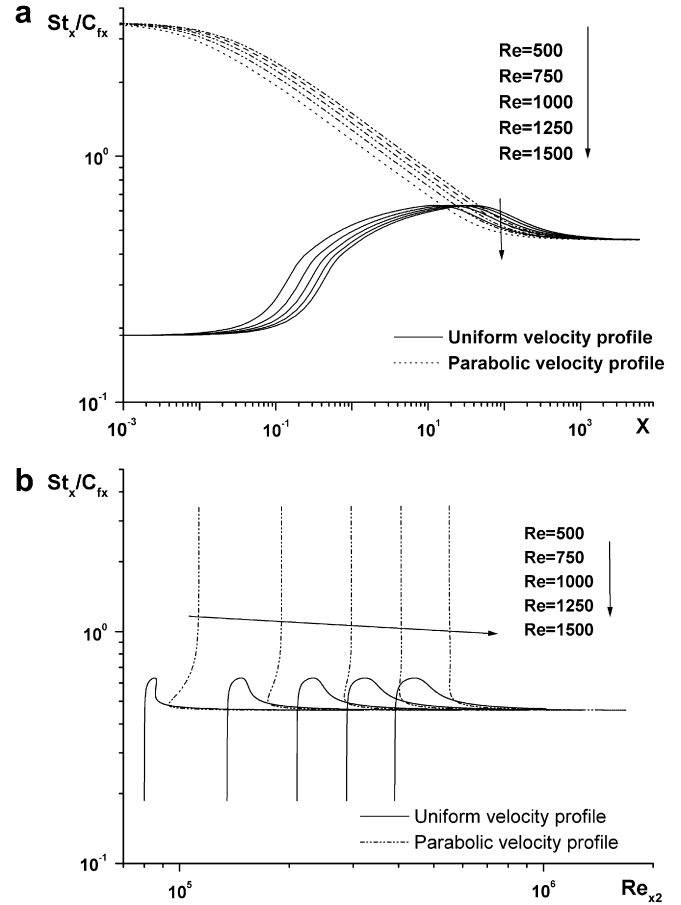 a
St_x/C_fx
Re=500
Re=750
Re=1000
Re=1250
Re=1500
10^0
Uniform velocity profile
Parabolic velocity profile
10^-1
10^-3 10^-1 10^1 10^3 X
b
St_x/C_fx
Re=500
Re=750
Re=1000
Re=1250
Re=1500
10^0
Uniform velocity profile
Parabolic velocity profile
10^-1
10^5 10^6 Re_x2